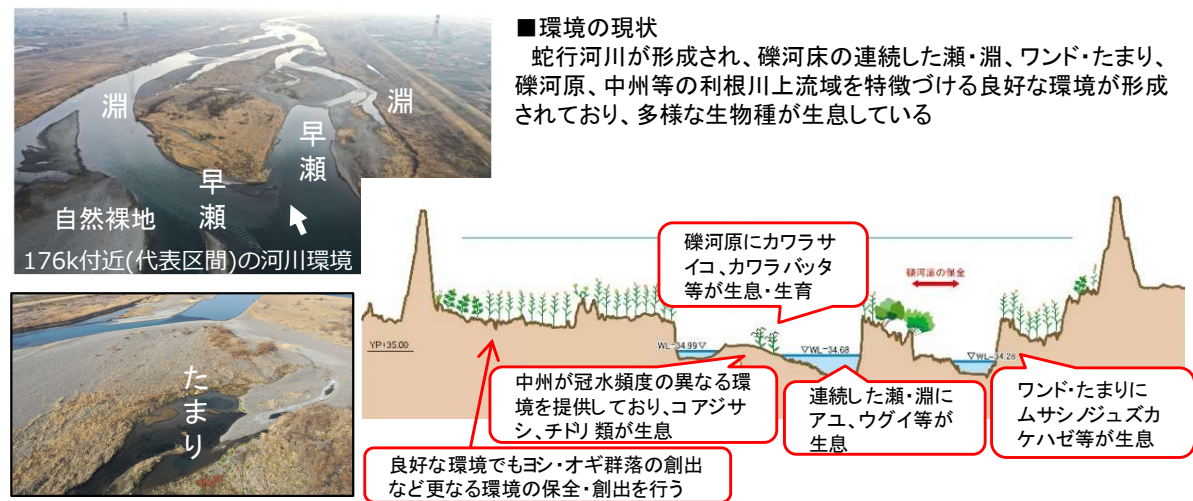 ■環境の現状
蛇行河川が形成され、礫河床の連続した瀬・淵、ワンド・たまり、
礫河原、中州等の利根川上流域を特徴づける良好な環境が形成
されており、多様な生物種が生息している
淵
淵
早瀬
早瀬
自然裸地
176k付近(代表区間)の河川環境
たまり
礫河原にカワラサ
イコ、カワラバッタ
等が生息・生育
礫河原の保全
YP+35.00
WL=34.99▽
▽WL=34.68
▽WL=34.28
中州が冠水頻度の異なる環
境を提供しており、コアジサ
シ、チドリ類が生息
連続した瀬・淵に
アユ、ウグイ等が
生息
ワンド・たまりに
ムサシノジュズカ
ケハゼ等が生息
良好な環境でもヨシ・オギ群落の創出
など更なる環境の保全・創出を行う